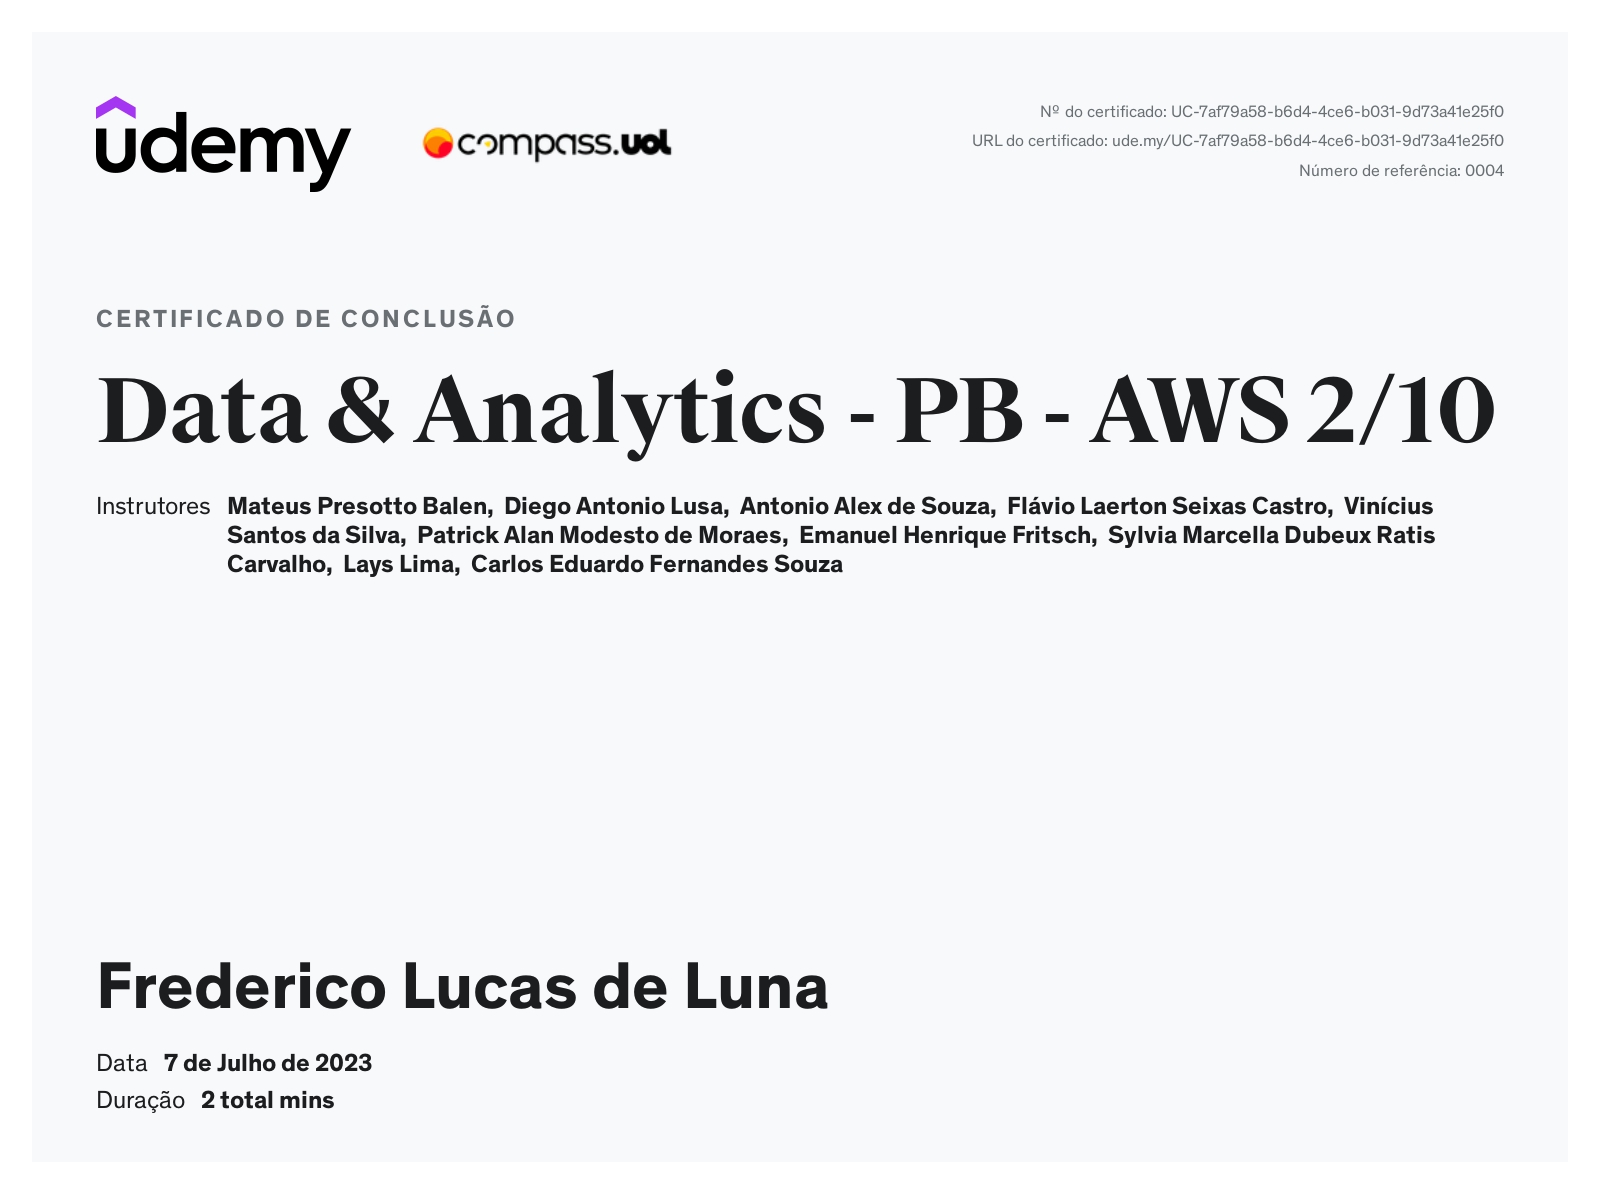 udemy
compass.uol
Nº do certificado: UC-7af79a58-b6d4-4ce6-b031-9d73a41e25f0
URL do certificado: ude.my/UC-7af79a58-b6d4-4ce6-b031-9d73a41e25f0
Número de referência: 0004
CERTIFICADO DE CONCLUSÃO
Data & Analytics - PB - AWS 2/10
Instrutores Mateus Presotto Balen, Diego Antonio Lusa, Antonio Alex de Souza, Flávio Laerton Seixas Castro, Vinícius
Santos da Silva, Patrick Alan Modesto de Moraes, Emanuel Henrique Fritsch, Sylvia Marcella Dubeux Ratis
Carvalho, Lays Lima, Carlos Eduardo Fernandes Souza
Frederico Lucas de Luna
Data 7 de Julho de 2023
Duração 2 total mins